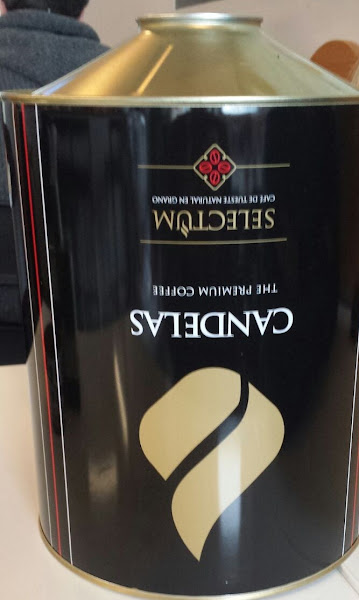 CANDELAS
THE PREMIUM COFFEE
SELECTUM
CAFÉ DE TUESTE NATURAL EN GRANO